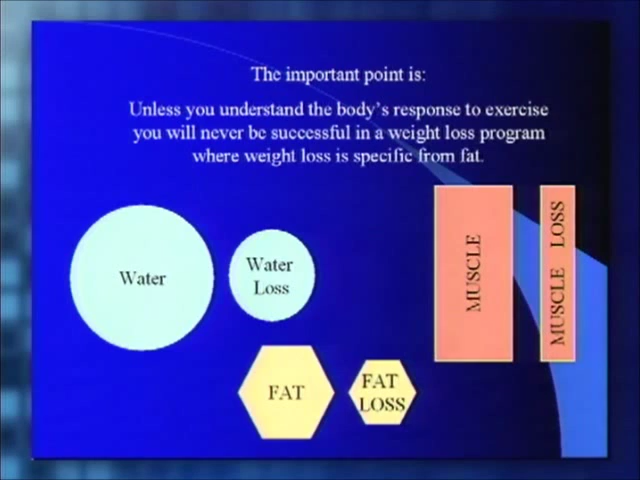 The important point is:
Unless you understand the body's response to exercise
you will never be successful in a weight loss program
where weight loss is specific from fat.
Water
Water
Loss
MUSCLE
MUSCLE LOSS
FAT
FAT
LOSS